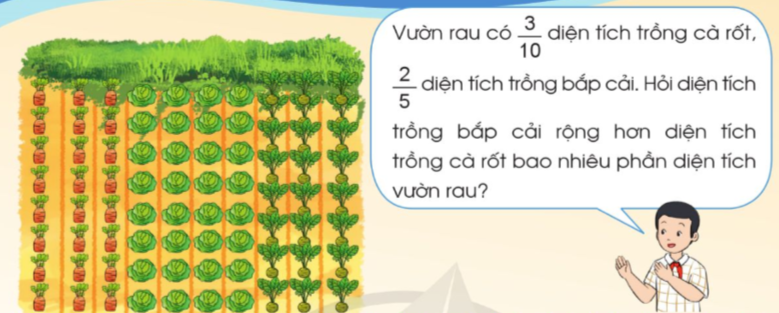 Vườn rau có 3/10 diện tích trồng cà rốt,
2/5 diện tích trồng bắp cải. Hỏi diện tích
trồng bắp cải rộng hơn diện tích
trồng cà rốt bao nhiêu phần diện tích
vườn rau?